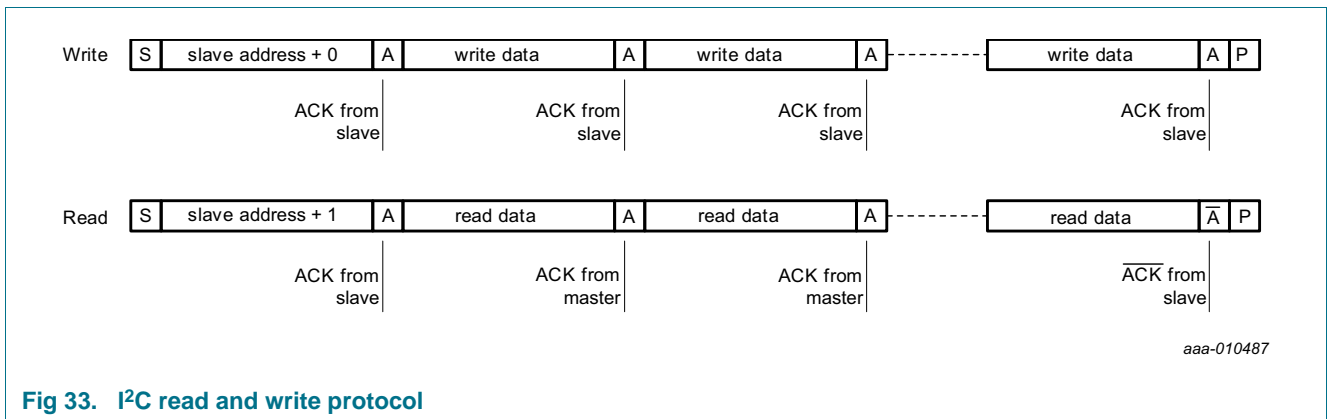 Write S slave address + 0 A write data A write data A write data A P
ACK from ACK from ACK from ACK from
slave slave slave slave
Read S slave address + 1 A read data A read data A read data A̅ P
ACK from ACK from ACK from A̅C̅K̅ from
slave master master slave
aaa-010487
Fig 33. I²C read and write protocol